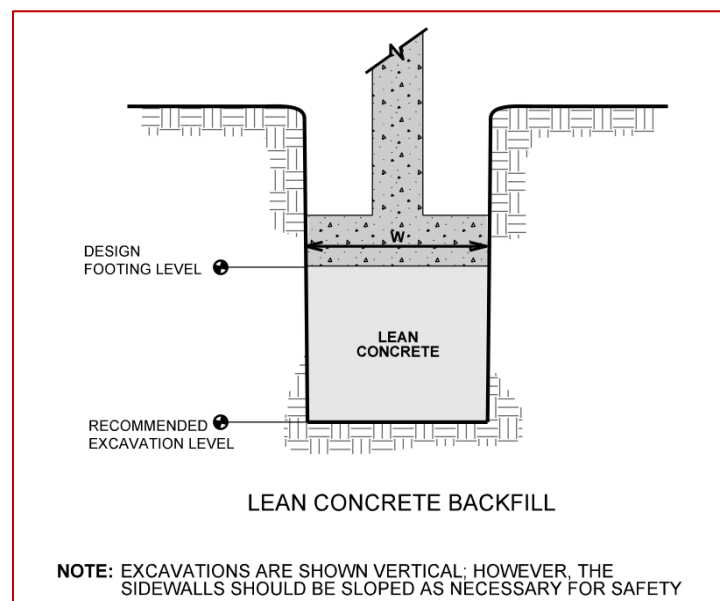 W
DESIGN
FOOTING LEVEL
LEAN
CONCRETE
RECOMMENDED
EXCAVATION LEVEL
LEAN CONCRETE BACKFILL
NOTE: EXCAVATIONS ARE SHOWN VERTICAL; HOWEVER, THE
SIDEWALLS SHOULD BE SLOPED AS NECESSARY FOR SAFETY